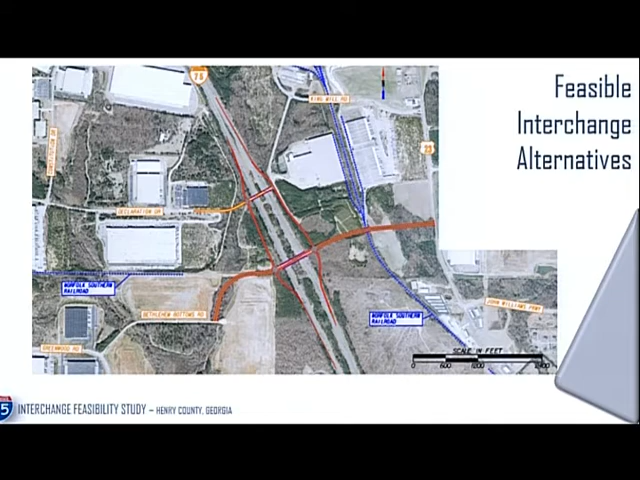 Feasible
Interchange
Alternatives
75
KING MILL RD
23
DECLARATION DR
NORFOLK SOUTHERN
RAILROAD
BETHLEHEM BOTTOMS RD
GREENWOOD RD
NORFOLK SOUTHERN
RAILROAD
JOHN WILLIAMS PKWY
SCALE IN FEET
0 600 1200 2400
5 INTERCHANGE FEASIBILITY STUDY – HENRY COUNTY, GEORGIA